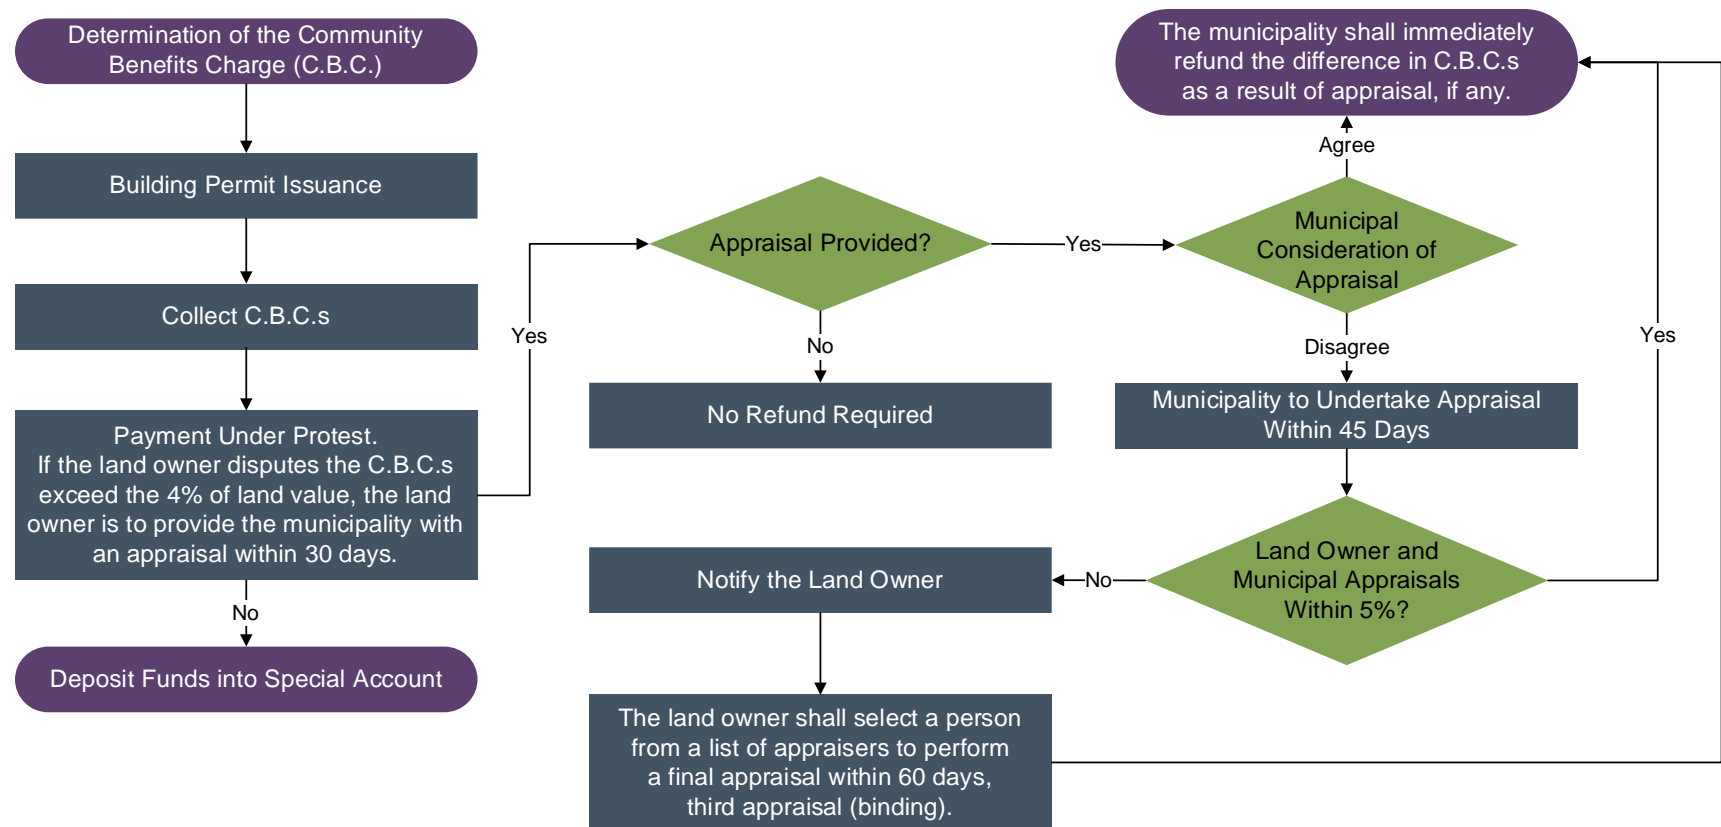 Determination of the Community
Benefits Charge (C.B.C.)
Building Permit Issuance
Collect C.B.C.s
Payment Under Protest.
If the land owner disputes the C.B.C.s
exceed the 4% of land value, the land
owner is to provide the municipality with
an appraisal within 30 days.
No
Deposit Funds into Special Account
Yes
Appraisal Provided?
No
No Refund Required
Yes
The municipality shall immediately
refund the difference in C.B.C.s
as a result of appraisal, if any.
Agree
Municipal
Consideration of
Appraisal
Disagree
Municipality to Undertake Appraisal
Within 45 Days
Land Owner and
Municipal Appraisals
Within 5%?
Yes
No
Notify the Land Owner
The land owner shall select a person
from a list of appraisers to perform
a final appraisal within 60 days,
third appraisal (binding).